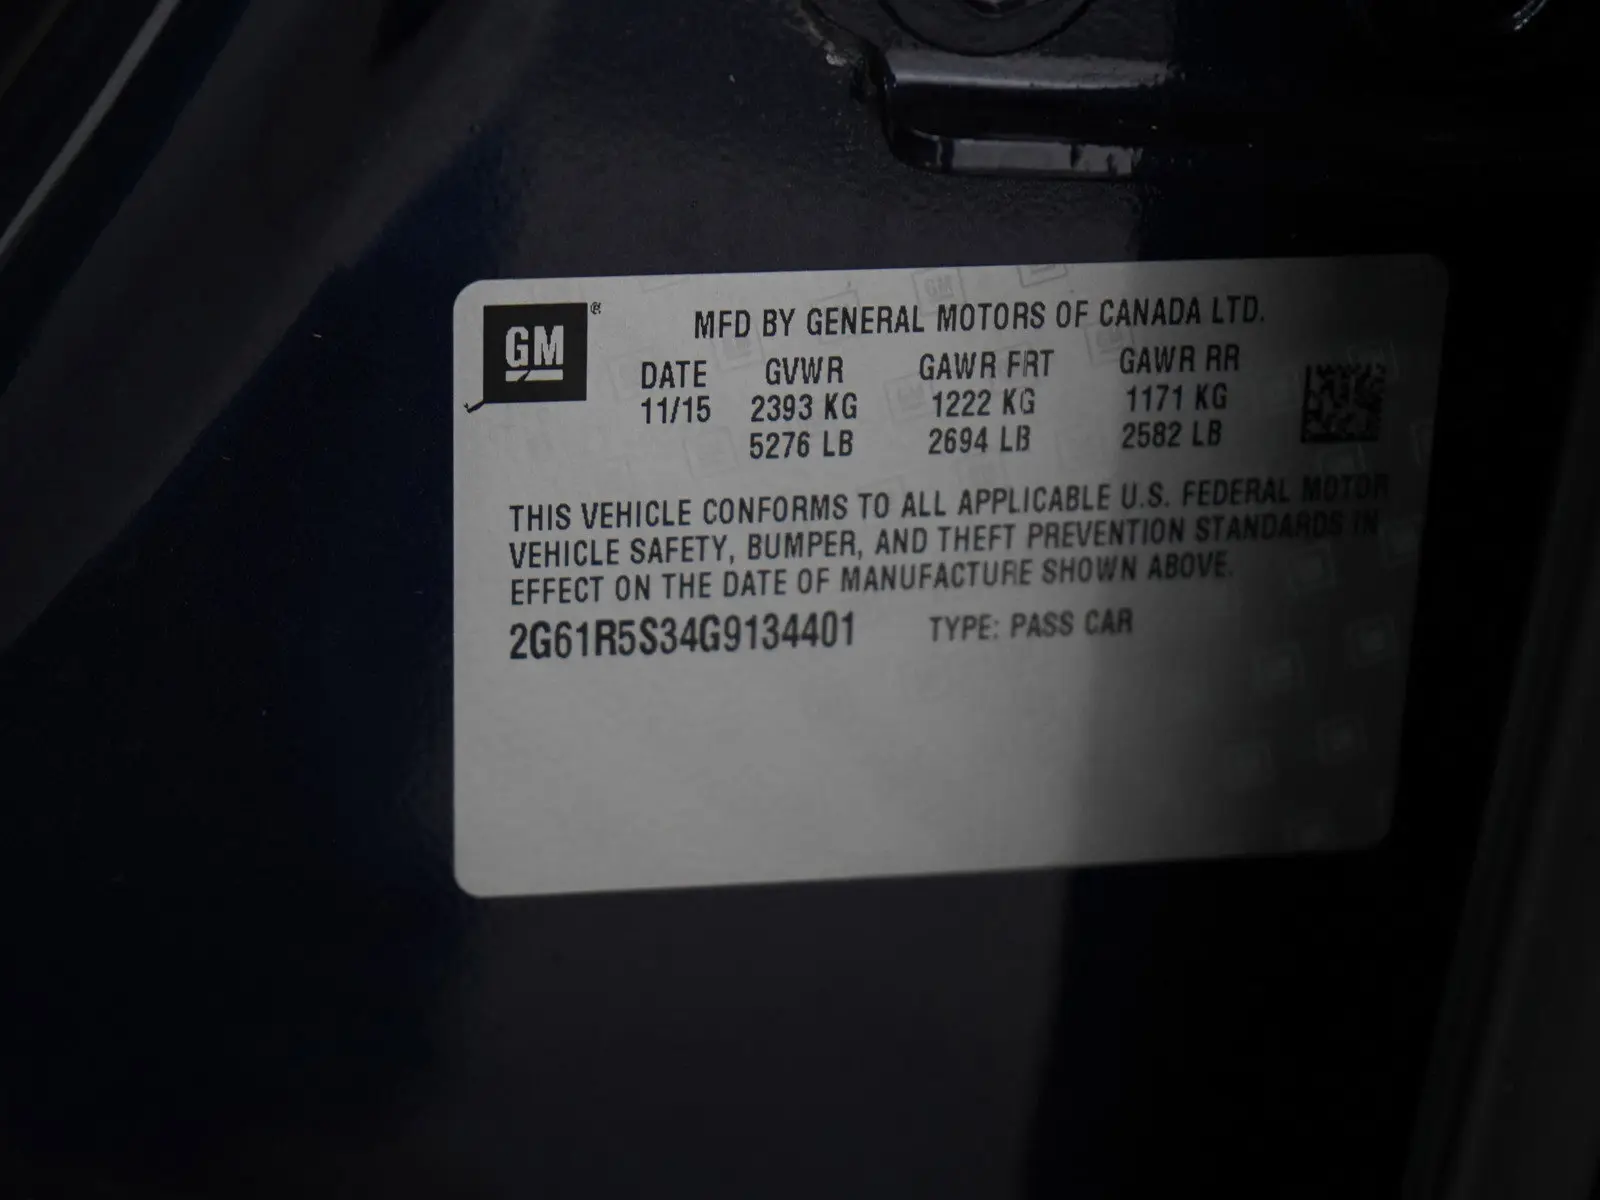 GM ®
MFD BY GENERAL MOTORS OF CANADA LTD.
DATE GVWR GAWR FRT GAWR RR
11/15 2393 KG 1222 KG 1171 KG
5276 LB 2694 LB 2582 LB
THIS VEHICLE CONFORMS TO ALL APPLICABLE U.S. FEDERAL MOTOR
VEHICLE SAFETY, BUMPER, AND THEFT PREVENTION STANDARDS IN
EFFECT ON THE DATE OF MANUFACTURE SHOWN ABOVE.
2G61R5S34G9134401 TYPE: PASS CAR